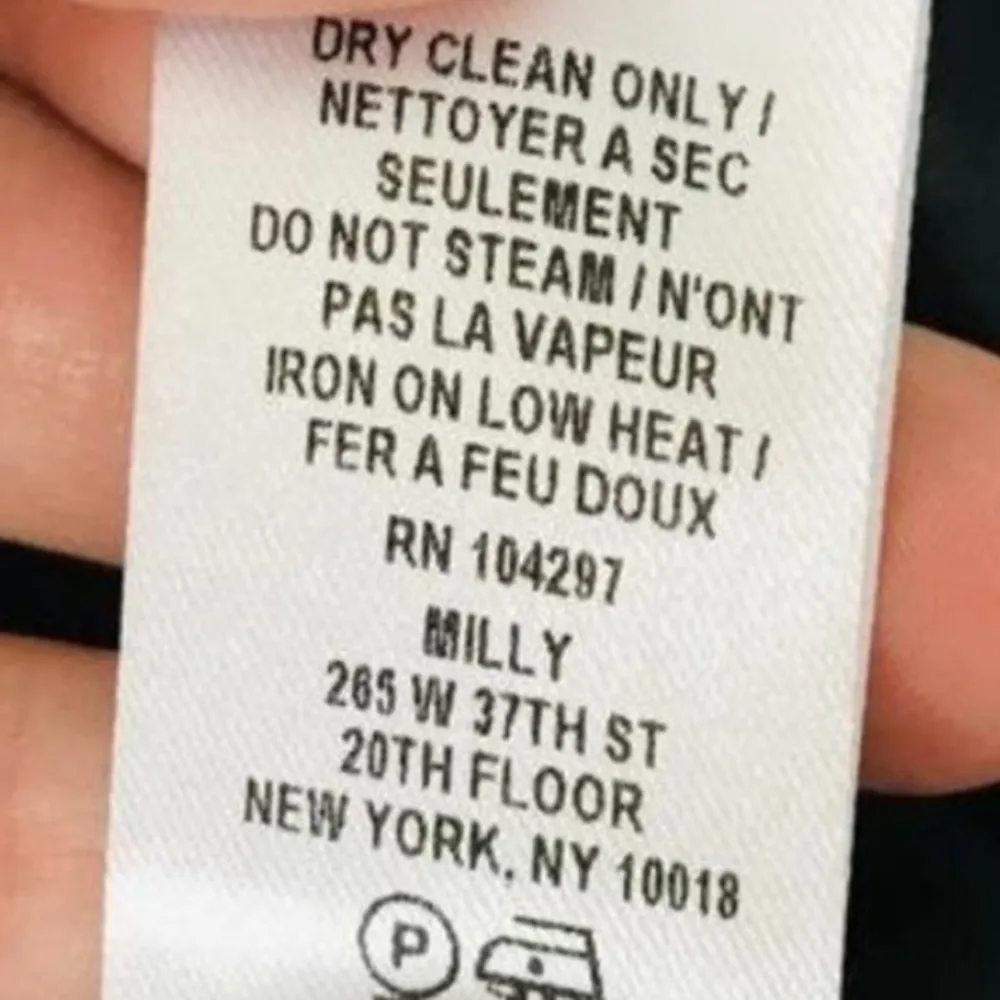 DRY CLEAN ONLY /
NETTOYER A SEC
SEULEMENT
DO NOT STEAM / N'ONT
PAS LA VAPEUR
IRON ON LOW HEAT /
FER A FEU DOUX
RN 104297
MILLY
265 W 37TH ST
20TH FLOOR
NEW YORK, NY 10018
P